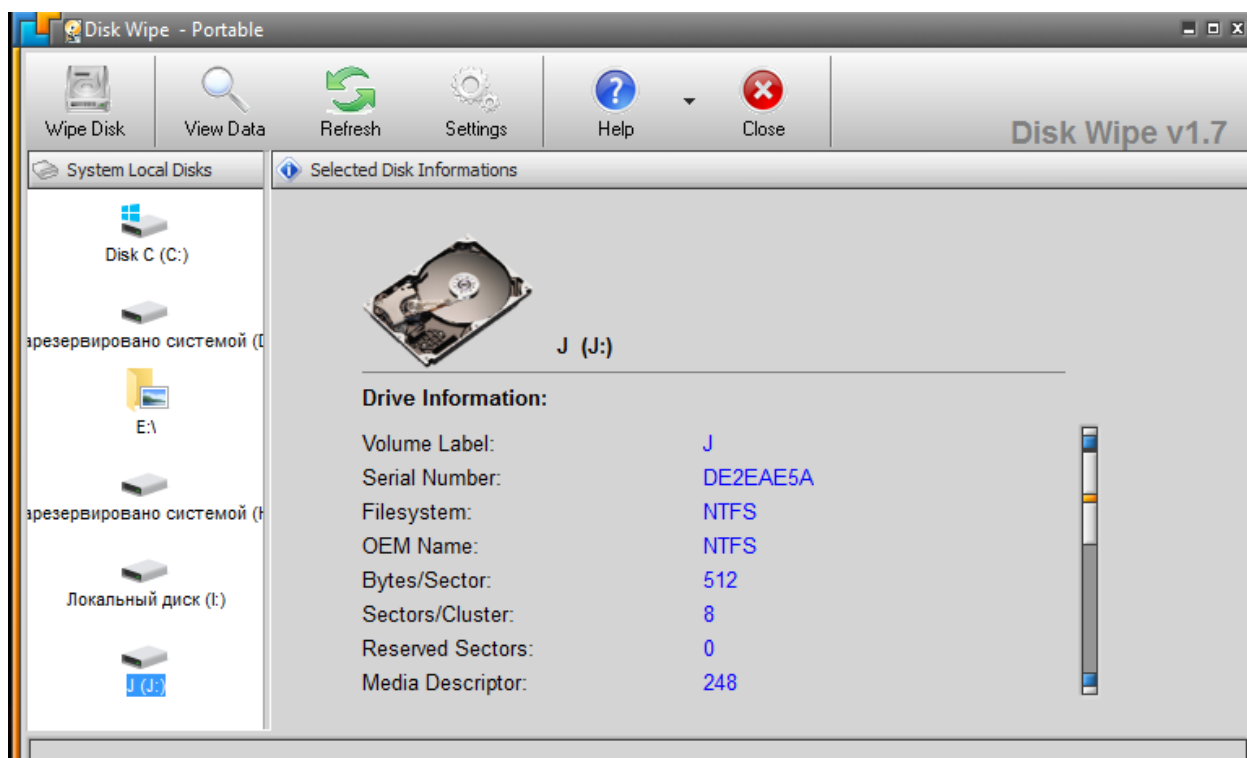 Disk Wipe - Portable
Wipe Disk View Data Refresh Settings Help Close
Disk Wipe v1.7
System Local Disks
Selected Disk Informations
Disk C (C:)
арезервировано системой (D
E:\
арезервировано системой (H
Локальный диск (I:)
J (J:)
J (J:)
Drive Information:
Volume Label: J
Serial Number: DE2EAE5A
Filesystem: NTFS
OEM Name: NTFS
Bytes/Sector: 512
Sectors/Cluster: 8
Reserved Sectors: 0
Media Descriptor: 248